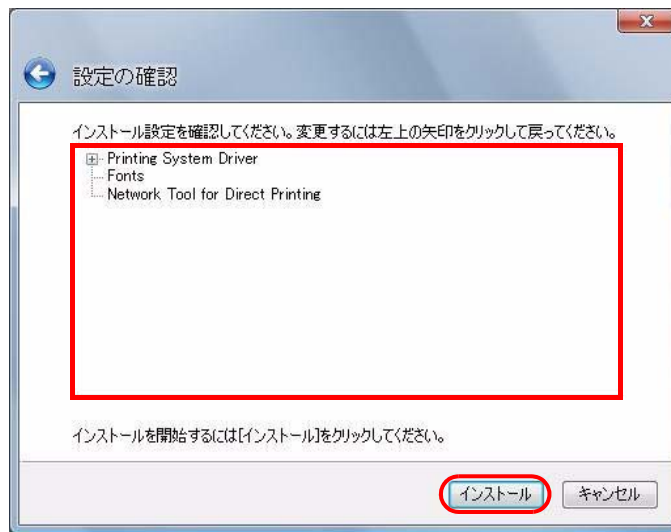 設定の確認
インストール設定を確認してください。変更するには左上の矢印をクリックして戻ってください。
Printing System Driver
Fonts
Network Tool for Direct Printing
インストールを開始するには[インストール]をクリックしてください。
インストール キャンセル